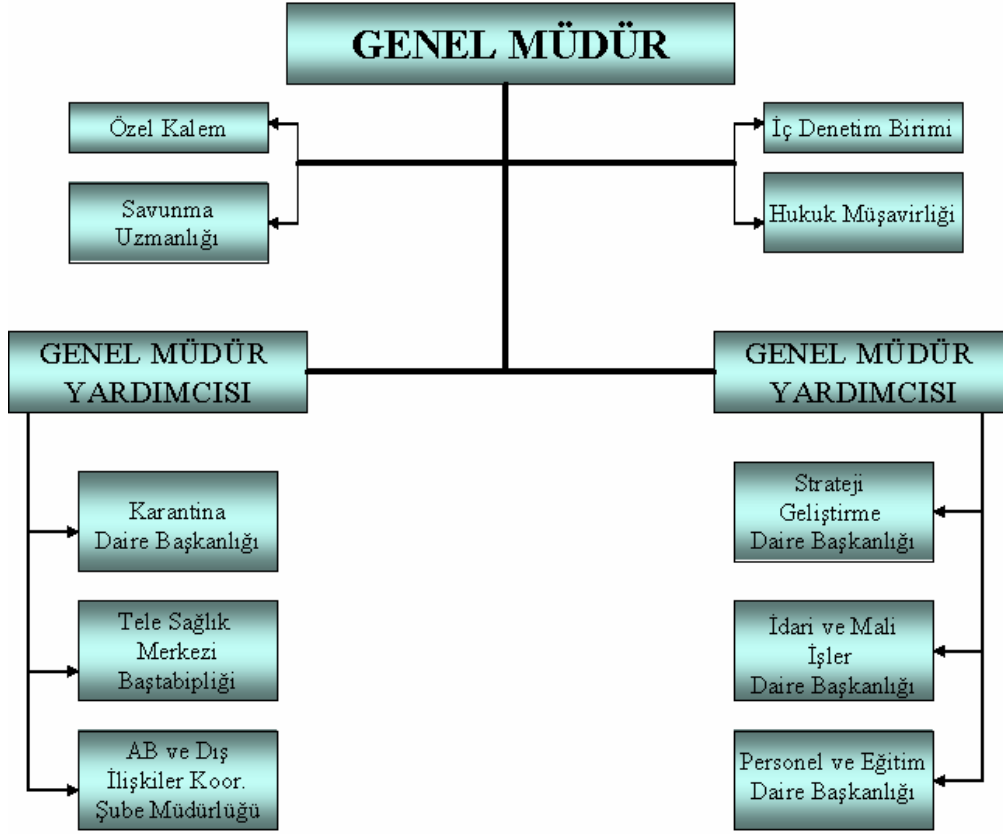 GENEL MÜDÜR
Özel Kalem
İç Denetim Birimi
Savunma
Uzmanlığı
Hukuk Müşavirliği
GENEL MÜDÜR
YARDIMCISI
GENEL MÜDÜR
YARDIMCISI
Karantina
Daire Başkanlığı
Tele Sağlık
Merkezi
Baştabipliği
AB ve Dış
İlişkiler Koor.
Şube Müdürlüğü
Strateji
Geliştirme
Daire Başkanlığı
İdari ve Mali
İşler
Daire Başkanlığı
Personel ve Eğitim
Daire Başkanlığı